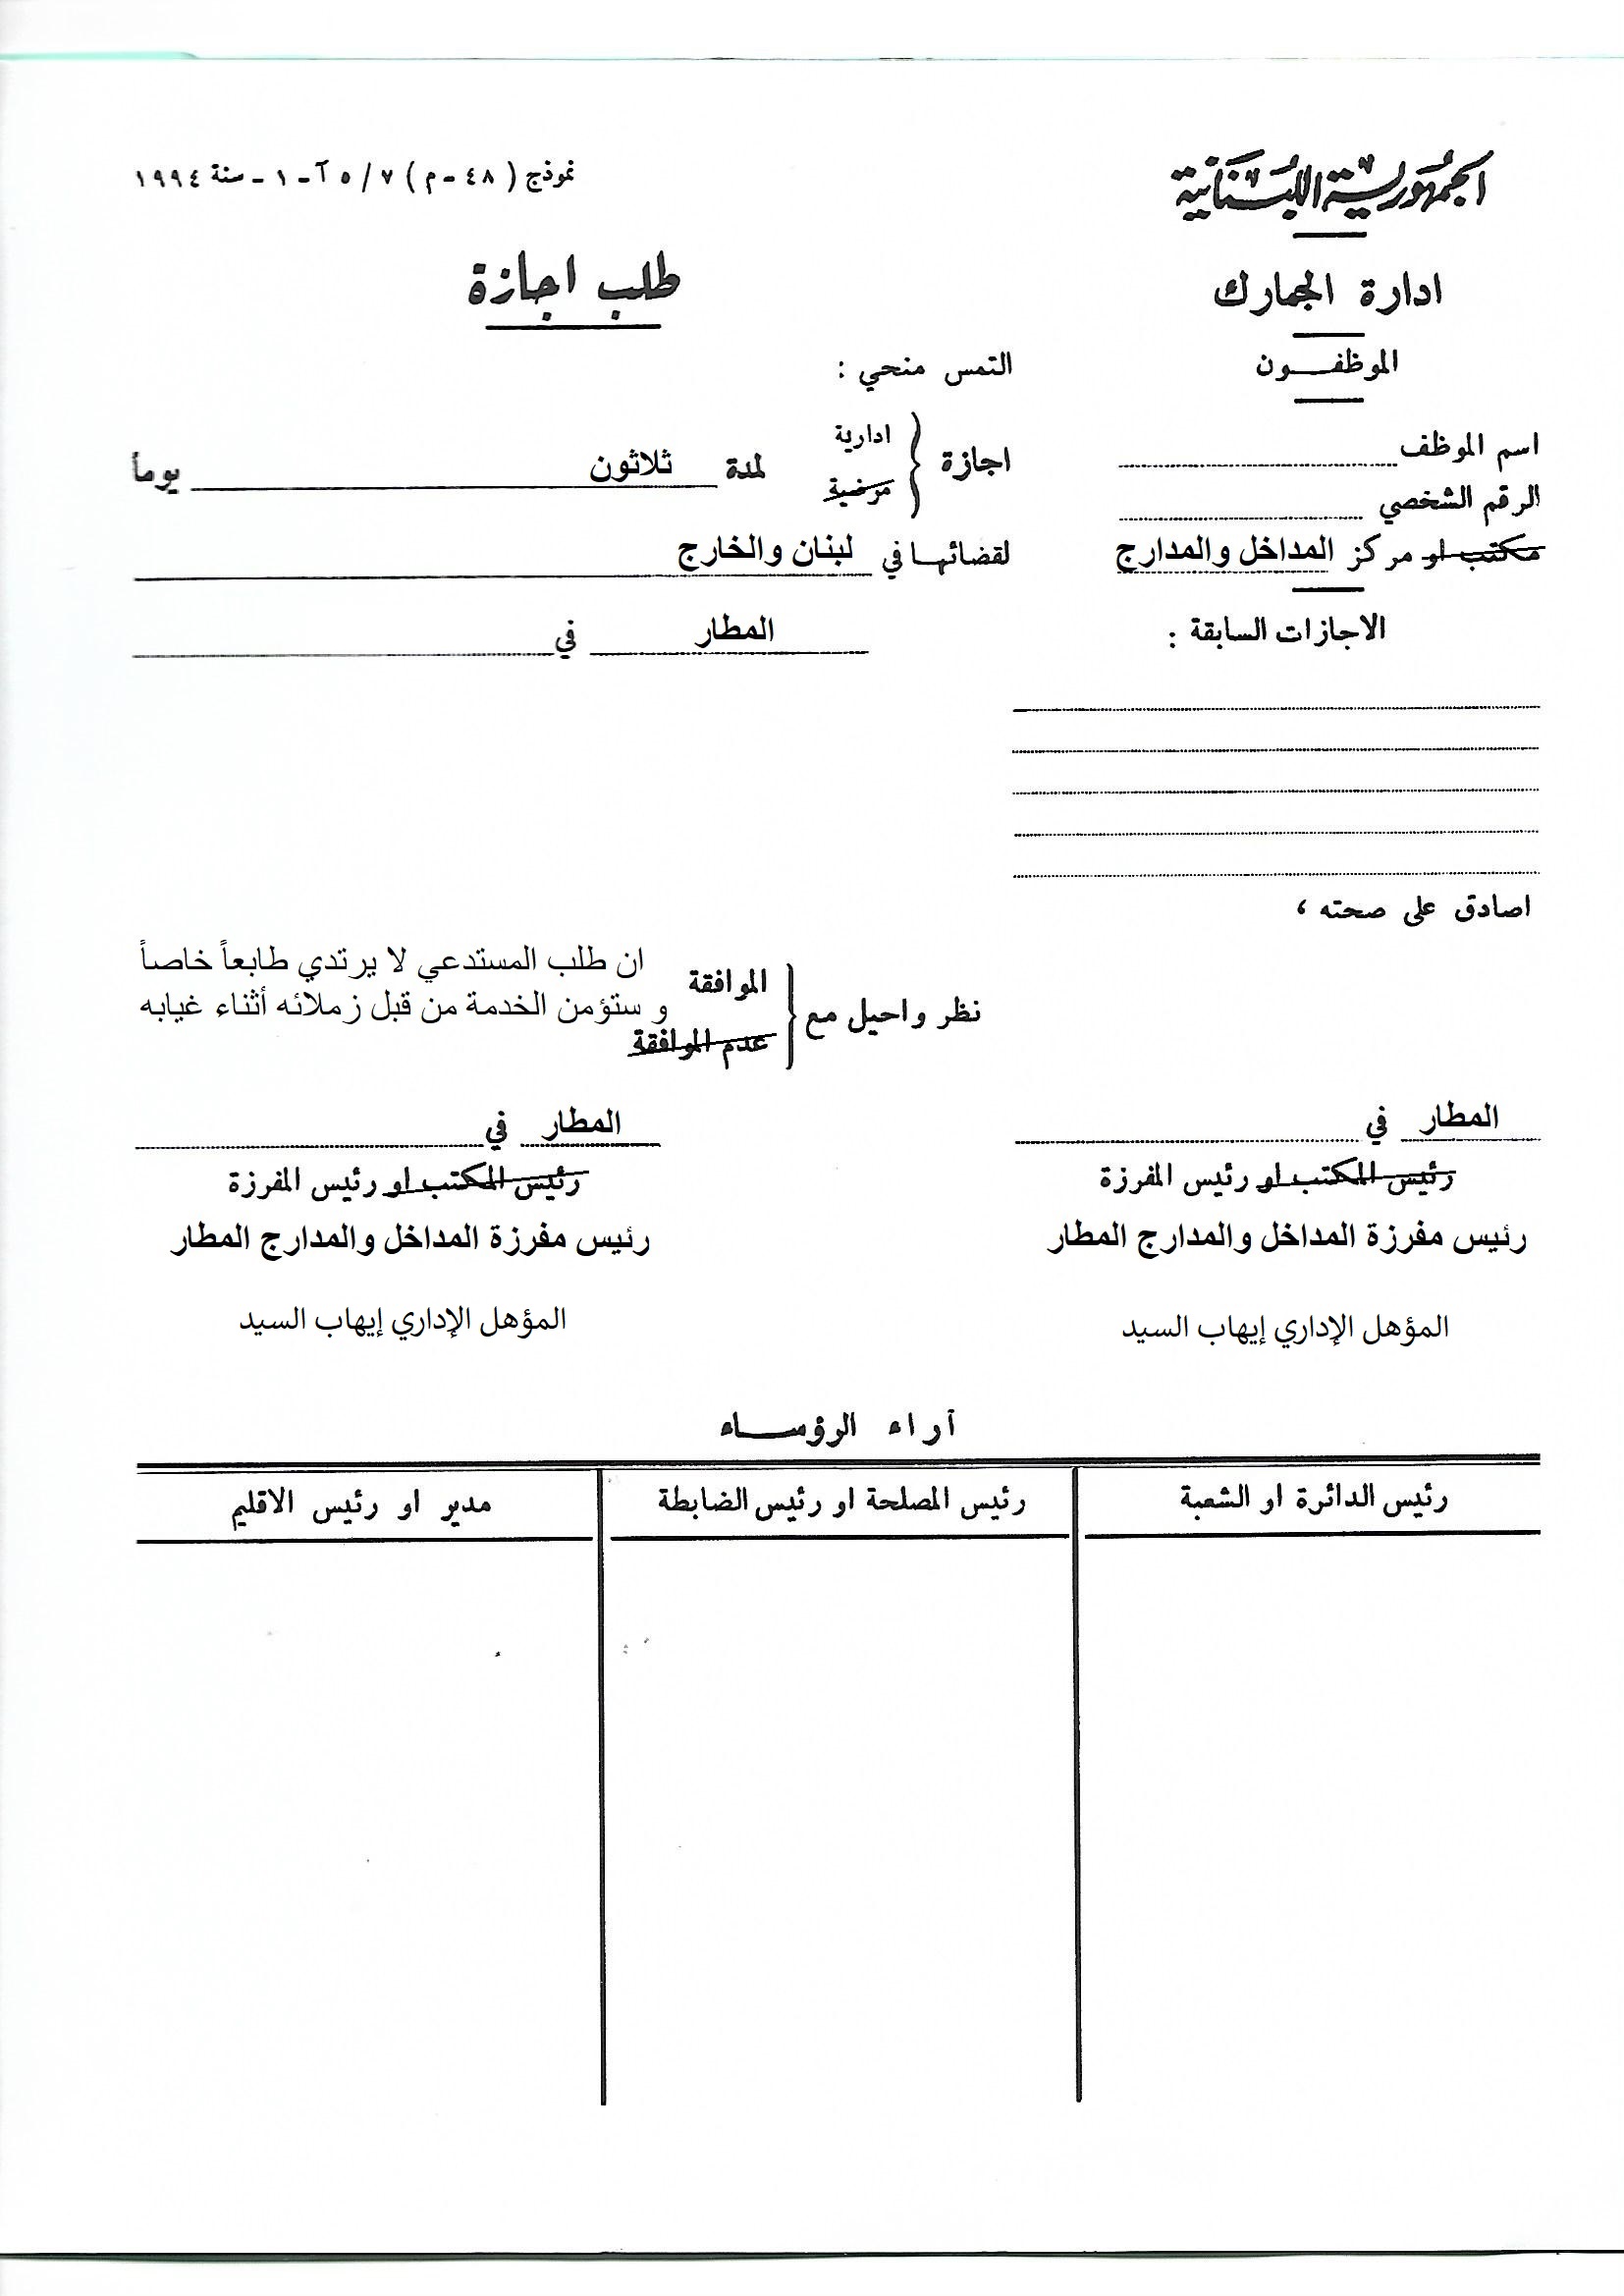 الجمهورية اللبنانية
نموذج ( ٤٨ - م ) ٧ / ٥ آ - ١ - سنة ١٩٩٤
ادارة الجمارك
طلب اجازة
الموظفون
التمس منحي :
اسم الموظف
اجازة { ادارية
مرضية
لمدة ثلاثون يوماً
الرقم الشخصي
مكتب او مركز المداخل والمدارج
لقضائها في لبنان والخارج
الاجازات السابقة :
المطار في
اصادق على صحته ،
نظر واحيل مع { الموافقة
عدم الموافقة
ان طلب المستدعي لا يرتدي طابعاً خاصاً
و ستؤمن الخدمة من قبل زملائه أثناء غيابه
المطار في
رئيس المكتب او رئيس المفرزة
رئيس مفرزة المداخل والمدارج المطار
المؤهل الإداري إيهاب السيد
المطار في
رئيس المكتب او رئيس المفرزة
رئيس مفرزة المداخل والمدارج المطار
المؤهل الإداري إيهاب السيد
آراء الرؤساء
رئيس الدائرة او الشعبة
رئيس المصلحة او رئيس الضابطة
مدير او رئيس الاقليم